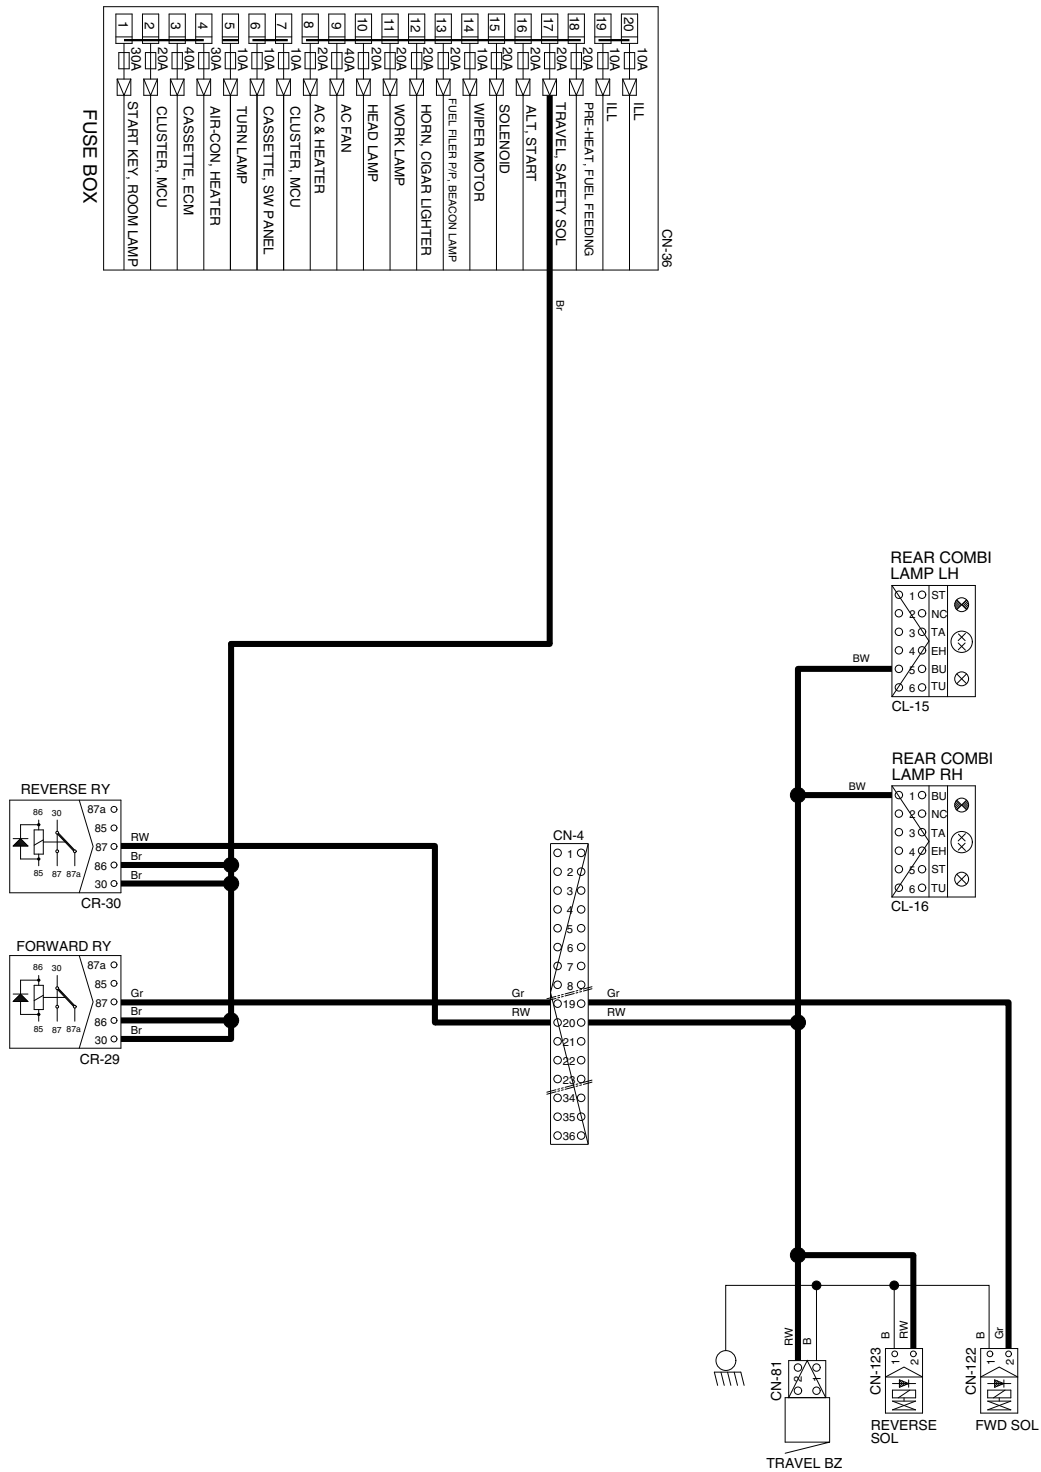 1 30A START KEY, ROOM LAMP
2 20A CLUSTER, MCU
3 40A CASSETTE, ECM
4 30A AIR-CON, HEATER
5 10A TURN LAMP
6 10A CASSETTE, SW PANEL
7 10A CLUSTER, MCU
8 20A AC & HEATER
9 40A AC FAN
10 20A HEAD LAMP
11 20A WORK LAMP
12 20A HORN, CIGAR LIGHTER
13 20A FUEL FILER P/P, BEACON LAMP
14 10A WIPER MOTOR
15 20A SOLENOID
16 20A ALT, START
17 20A TRAVEL, SAFETY SOL
18 20A PRE-HEAT, FUEL FEEDING
19 10A ILL
20 10A ILL
FUSE BOX
CN-36
Br
REAR COMBI
LAMP LH
1 ST
2 NC
3 TA
4 EH
5 BU
6 TU
CL-15
BW
REAR COMBI
LAMP RH
1 BU
2 NC
3 TA
4 EH
5 ST
6 TU
CL-16
BW
REVERSE RY
86 30
85 87 87a
87a
85
87 RW
86 Br
30 Br
CR-30
FORWARD RY
86 30
85 87 87a
87a
85
87 Gr
86 Br
30 Br
CR-29
CN-4
1
2
3
4
5
6
7
8
Gr 19 Gr
RW 20 RW
21
22
23
34
35
36
RW B
CN-81
2 1
TRAVEL BZ
B RW
CN-123
1 2
REVERSE
SOL
B Gr
CN-122
1 2
FWD SOL